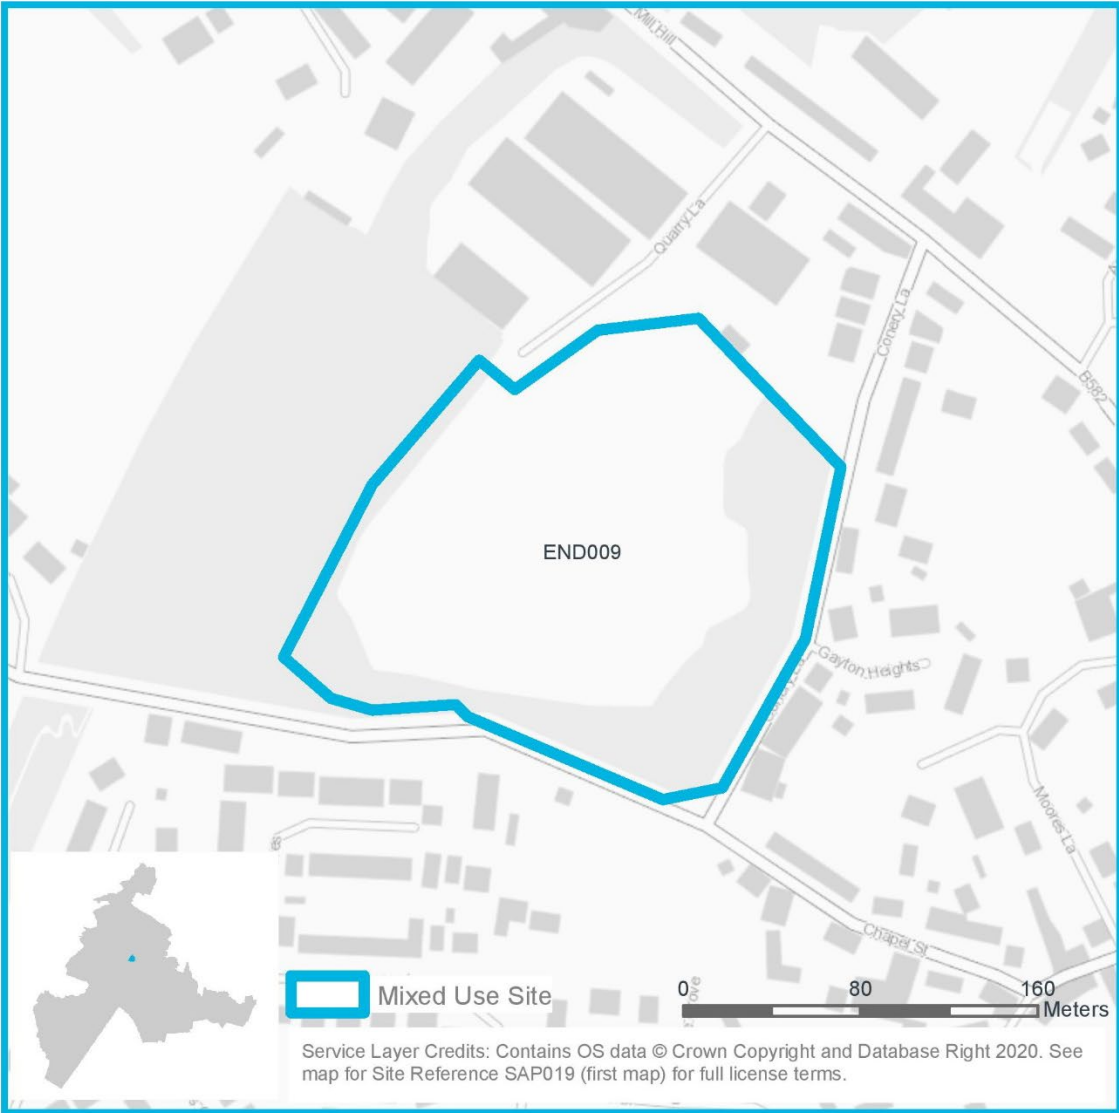 Mill Hill
Quarry La
Conery La
B582
END009
Gayton Heights
Moores La
Chapel St
Mixed Use Site
0 80 160
Meters
Service Layer Credits: Contains OS data © Crown Copyright and Database Right 2020. See
map for Site Reference SAP019 (first map) for full license terms.